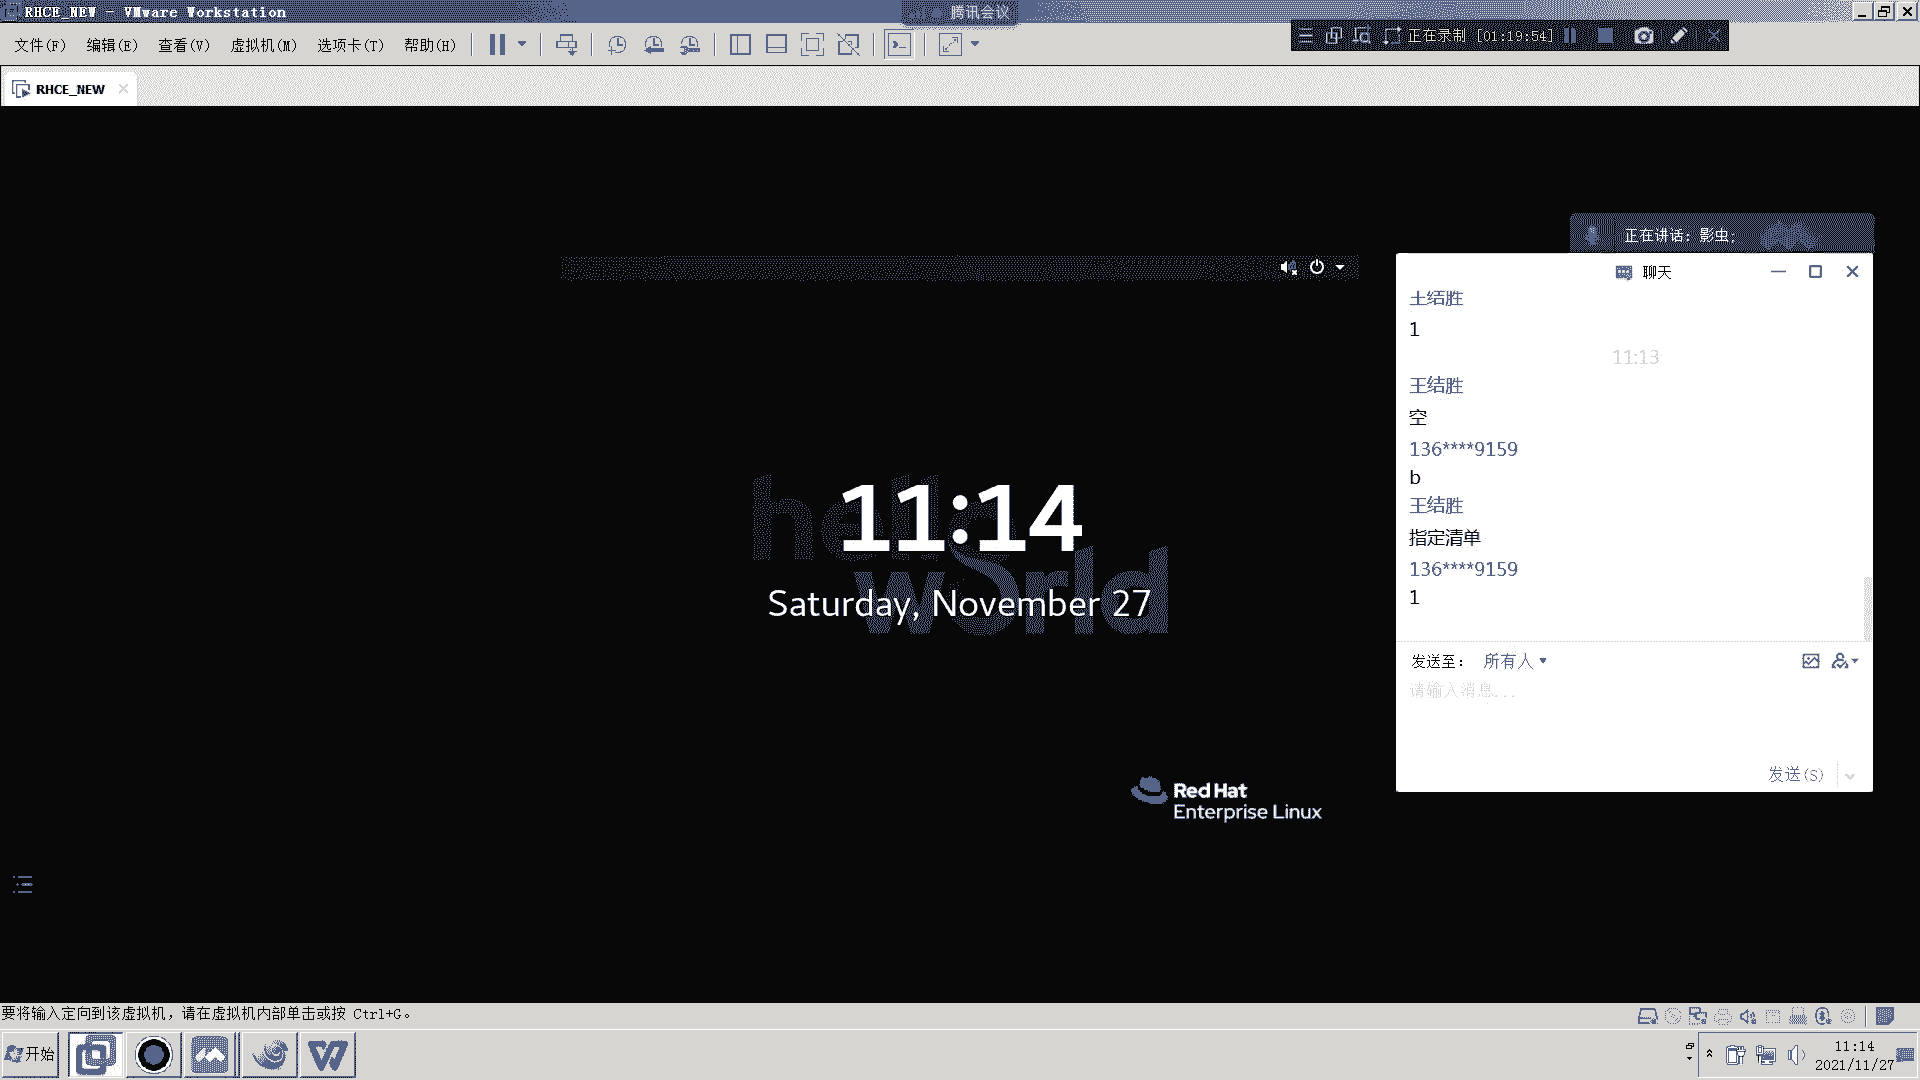 RHCE_NEW - VMware Workstation
腾讯会议
文件(F) 编辑(E) 查看(V) 虚拟机(M) 选项卡(T) 帮助(H)
正在录制 [01:19:54]
RHCE_NEW
正在讲话: 影虫;
聊天
王结胜
1
11:13
王结胜
空
136****9159
b
王结胜
指定清单
136****9159
1
发送至: 所有人
请输入消息...
发送(S)
hello
world
11:14
Saturday, November 27
Red Hat
Enterprise Linux
要将输入定向到该虚拟机，请在虚拟机内部单击或按 Ctrl+G。
开始
11:14
2021/11/27